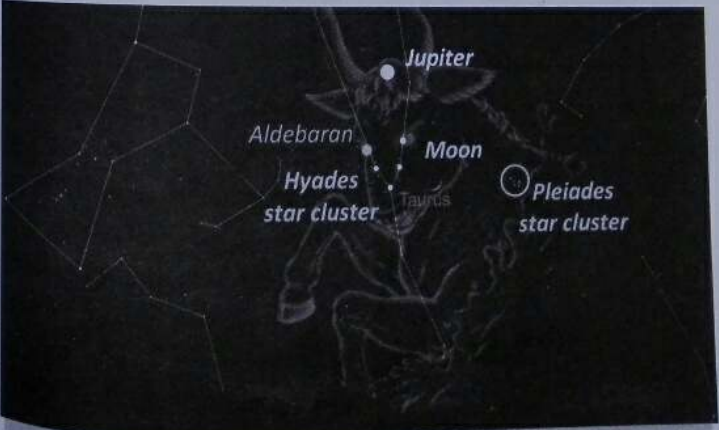 Jupiter
Aldebaran
Moon
Hyades
star cluster
Taurus
Pleiades
star cluster